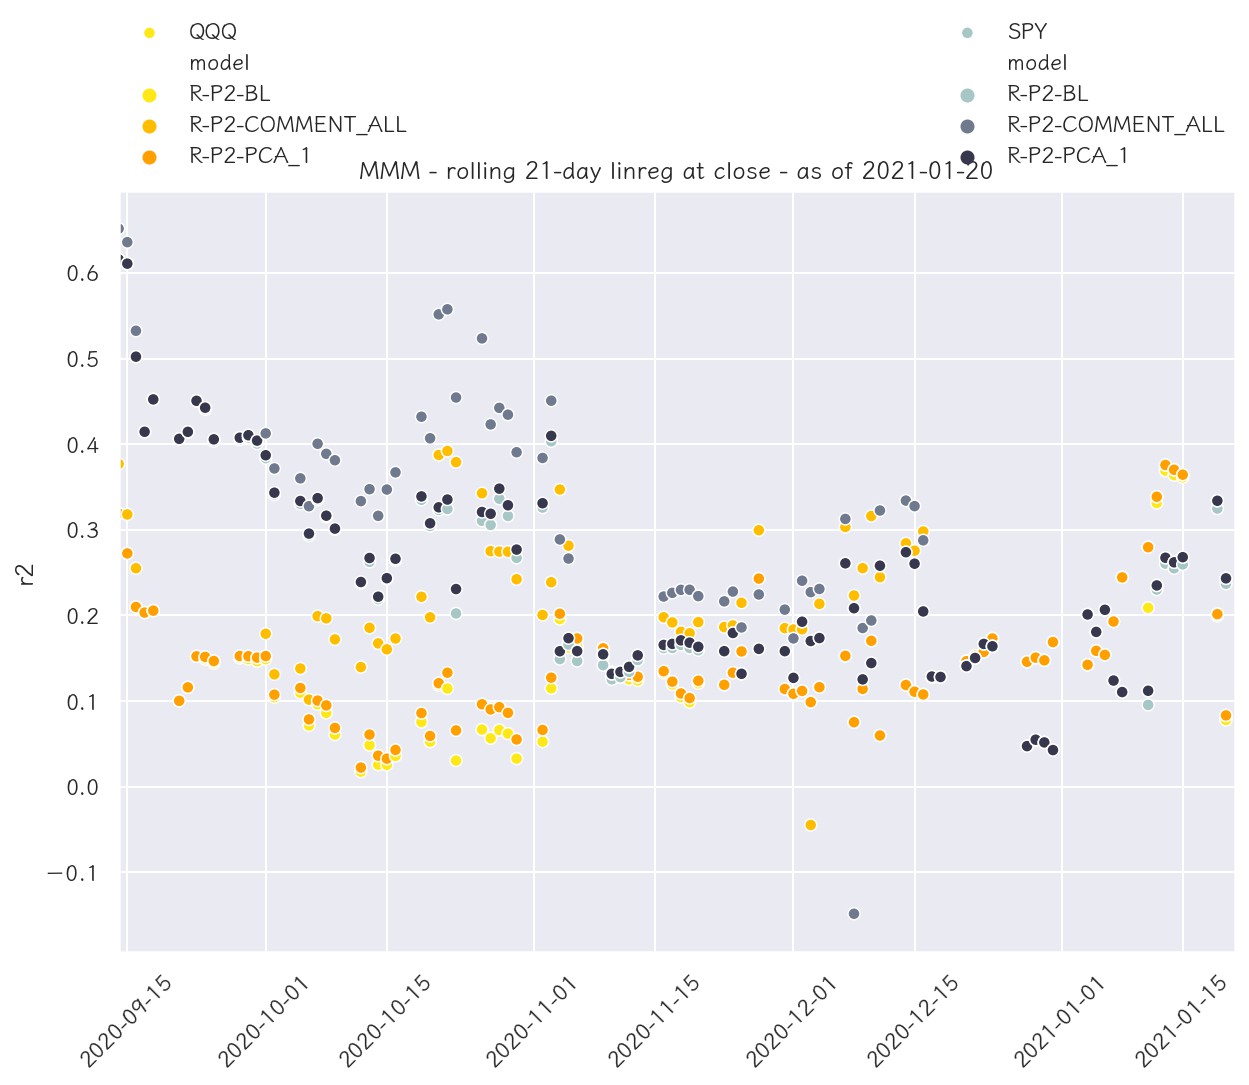 QQQ
model
R-P2-BL
R-P2-COMMENT_ALL
R-P2-PCA_1
SPY
model
R-P2-BL
R-P2-COMMENT_ALL
R-P2-PCA_1
MMM - rolling 21-day linreg at close - as of 2021-01-20
r2
0.6
0.5
0.4
0.3
0.2
0.1
0.0
−0.1
2020-09-15
2020-10-01
2020-10-15
2020-11-01
2020-11-15
2020-12-01
2020-12-15
2021-01-01
2021-01-15